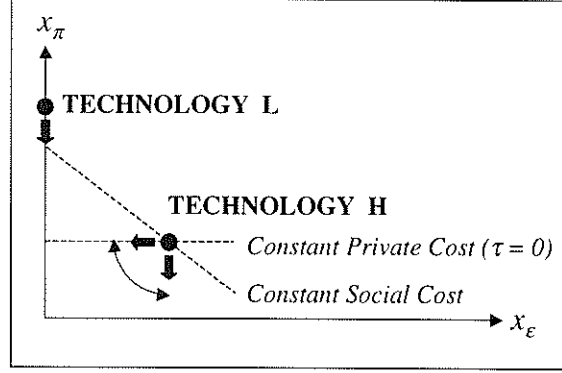 x_π
TECHNOLOGY L
TECHNOLOGY H
Constant Private Cost (τ = 0)
Constant Social Cost
x_ε